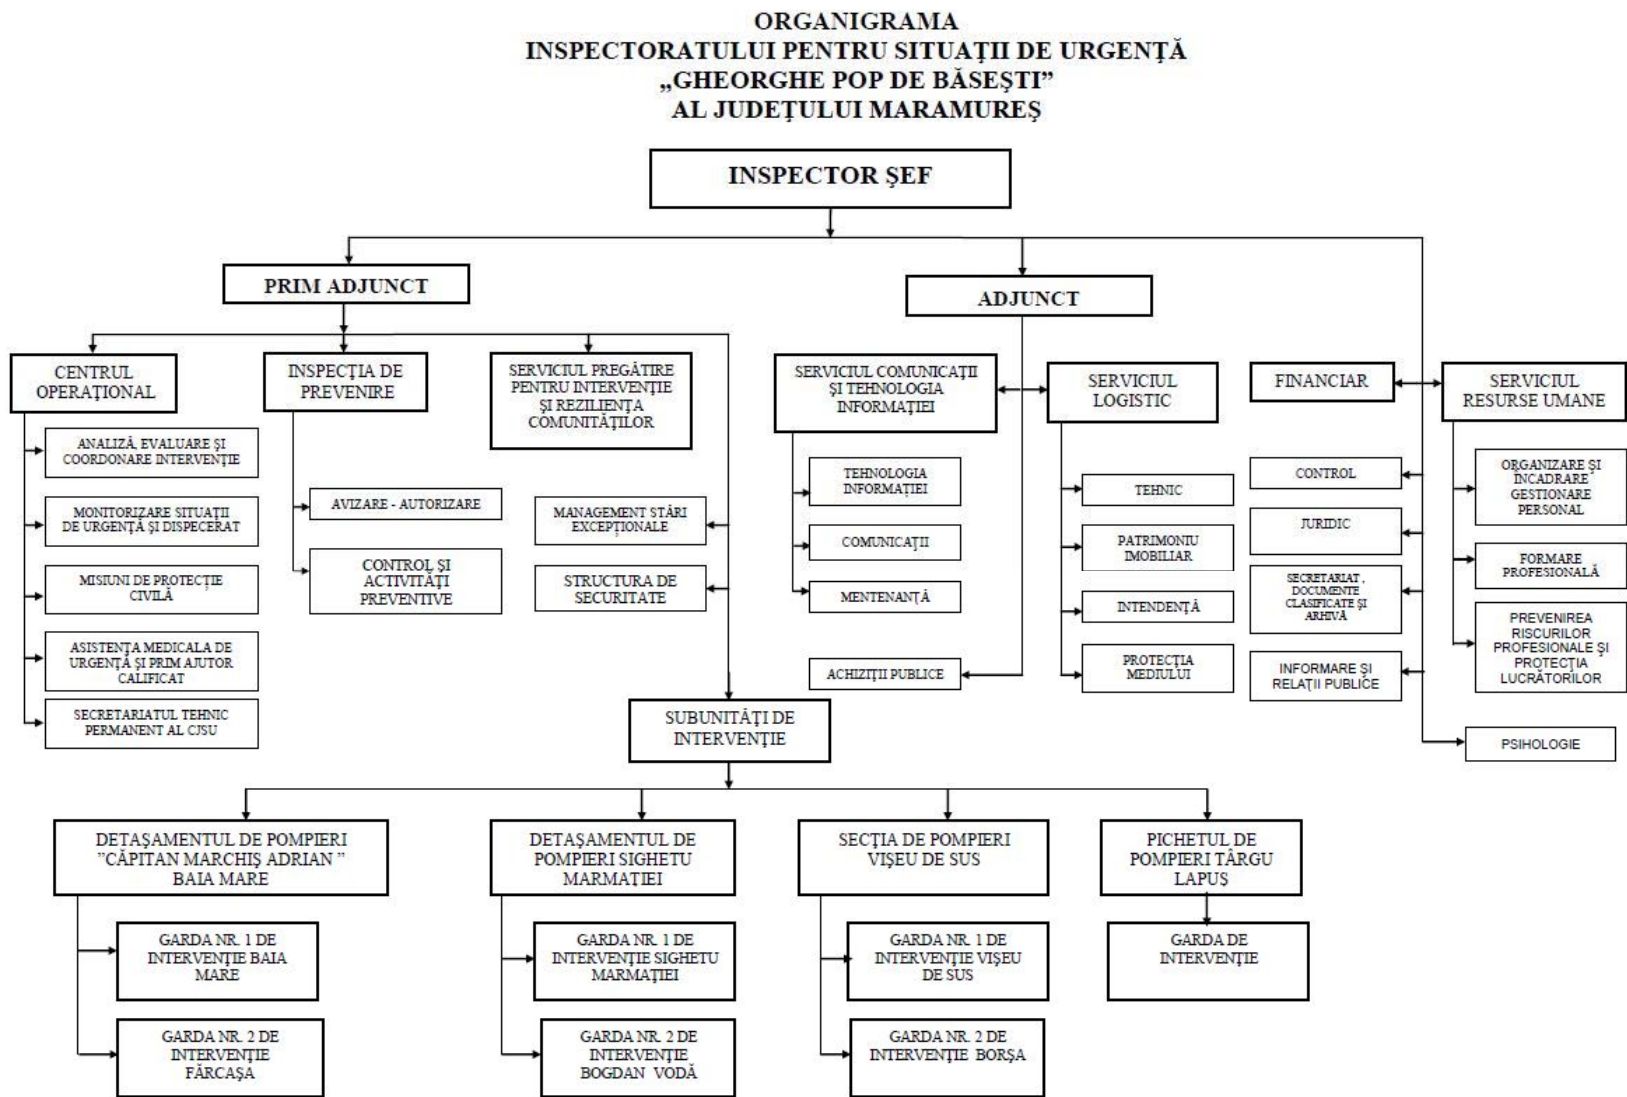 ORGANIGRAMA
INSPECTORATULUI PENTRU SITUAŢII DE URGENŢĂ
„GHEORGHE POP DE BĂSEŞTI”
AL JUDEŢULUI MARAMUREŞ
INSPECTOR ŞEF
PRIM ADJUNCT
ADJUNCT
CENTRUL
OPERAŢIONAL
INSPECŢIA DE
PREVENIRE
SERVICIUL PREGĂTIRE
PENTRU INTERVENŢIE
ŞI REZILIENŢA
COMUNITĂŢILOR
SERVICIUL COMUNICAŢII
ŞI TEHNOLOGIA
INFORMAŢIEI
SERVICIUL
LOGISTIC
FINANCIAR
SERVICIUL
RESURSE UMANE
ANALIZĂ, EVALUARE ŞI
COORDONARE INTERVENŢIE
MONITORIZARE SITUAŢII
DE URGENŢĂ ŞI DISPECERAT
MISIUNI DE PROTECŢIE
CIVILĂ
ASISTENŢA MEDICALA DE
URGENŢĂ ŞI PRIM AJUTOR
CALIFICAT
SECRETARIATUL TEHNIC
PERMANENT AL CJSU
AVIZARE - AUTORIZARE
CONTROL ŞI
ACTIVITĂŢI
PREVENTIVE
MANAGEMENT STĂRI
EXCEPŢIONALE
STRUCTURA DE
SECURITATE
TEHNOLOGIA
INFORMAŢIEI
COMUNICAŢII
MENTENANŢĂ
ACHIZIŢII PUBLICE
TEHNIC
PATRIMONIU
IMOBILIAR
INTENDENŢĂ
PROTECŢIA
MEDIULUI
CONTROL
JURIDIC
SECRETARIAT ,
DOCUMENTE
CLASIFICATE ŞI
ARHIVĂ
INFORMARE ŞI
RELAŢII PUBLICE
ORGANIZARE ŞI
ÎNCADRARE
GESTIONARE
PERSONAL
FORMARE
PROFESIONALĂ
PREVENIREA
RISCURILOR
PROFESIONALE ŞI
PROTECŢIA
LUCRĂTORILOR
PSIHOLOGIE
SUBUNITĂŢI DE
INTERVENŢIE
DETAŞAMENTUL DE POMPIERI
”CĂPITAN MARCHIŞ ADRIAN ”
BAIA MARE
DETAŞAMENTUL DE
POMPIERI SIGHETU
MARMAŢIEI
SECŢIA DE POMPIERI
VIŞEU DE SUS
PICHETUL DE
POMPIERI TÂRGU
LAPUŞ
GARDA NR. 1 DE
INTERVENŢIE BAIA
MARE
GARDA NR. 1 DE
INTERVENŢIE SIGHETU
MARMAŢIEI
GARDA NR. 1 DE
INTERVENŢIE VIŞEU
DE SUS
GARDA DE
INTERVENŢIE
GARDA NR. 2 DE
INTERVENŢIE
FĂRCAŞA
GARDA NR. 2 DE
INTERVENŢIE
BOGDAN VODĂ
GARDA NR. 2 DE
INTERVENŢIE BORŞA